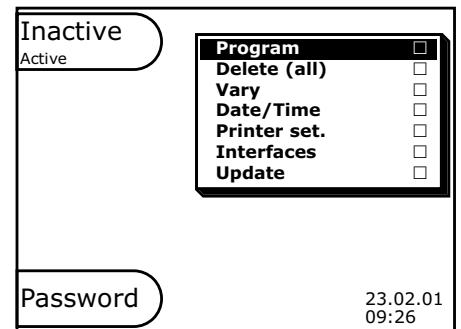 Inactive
Active
Program □
Delete (all) □
Vary □
Date/Time □
Printer set. □
Interfaces □
Update □
Password
23.02.01
09:26